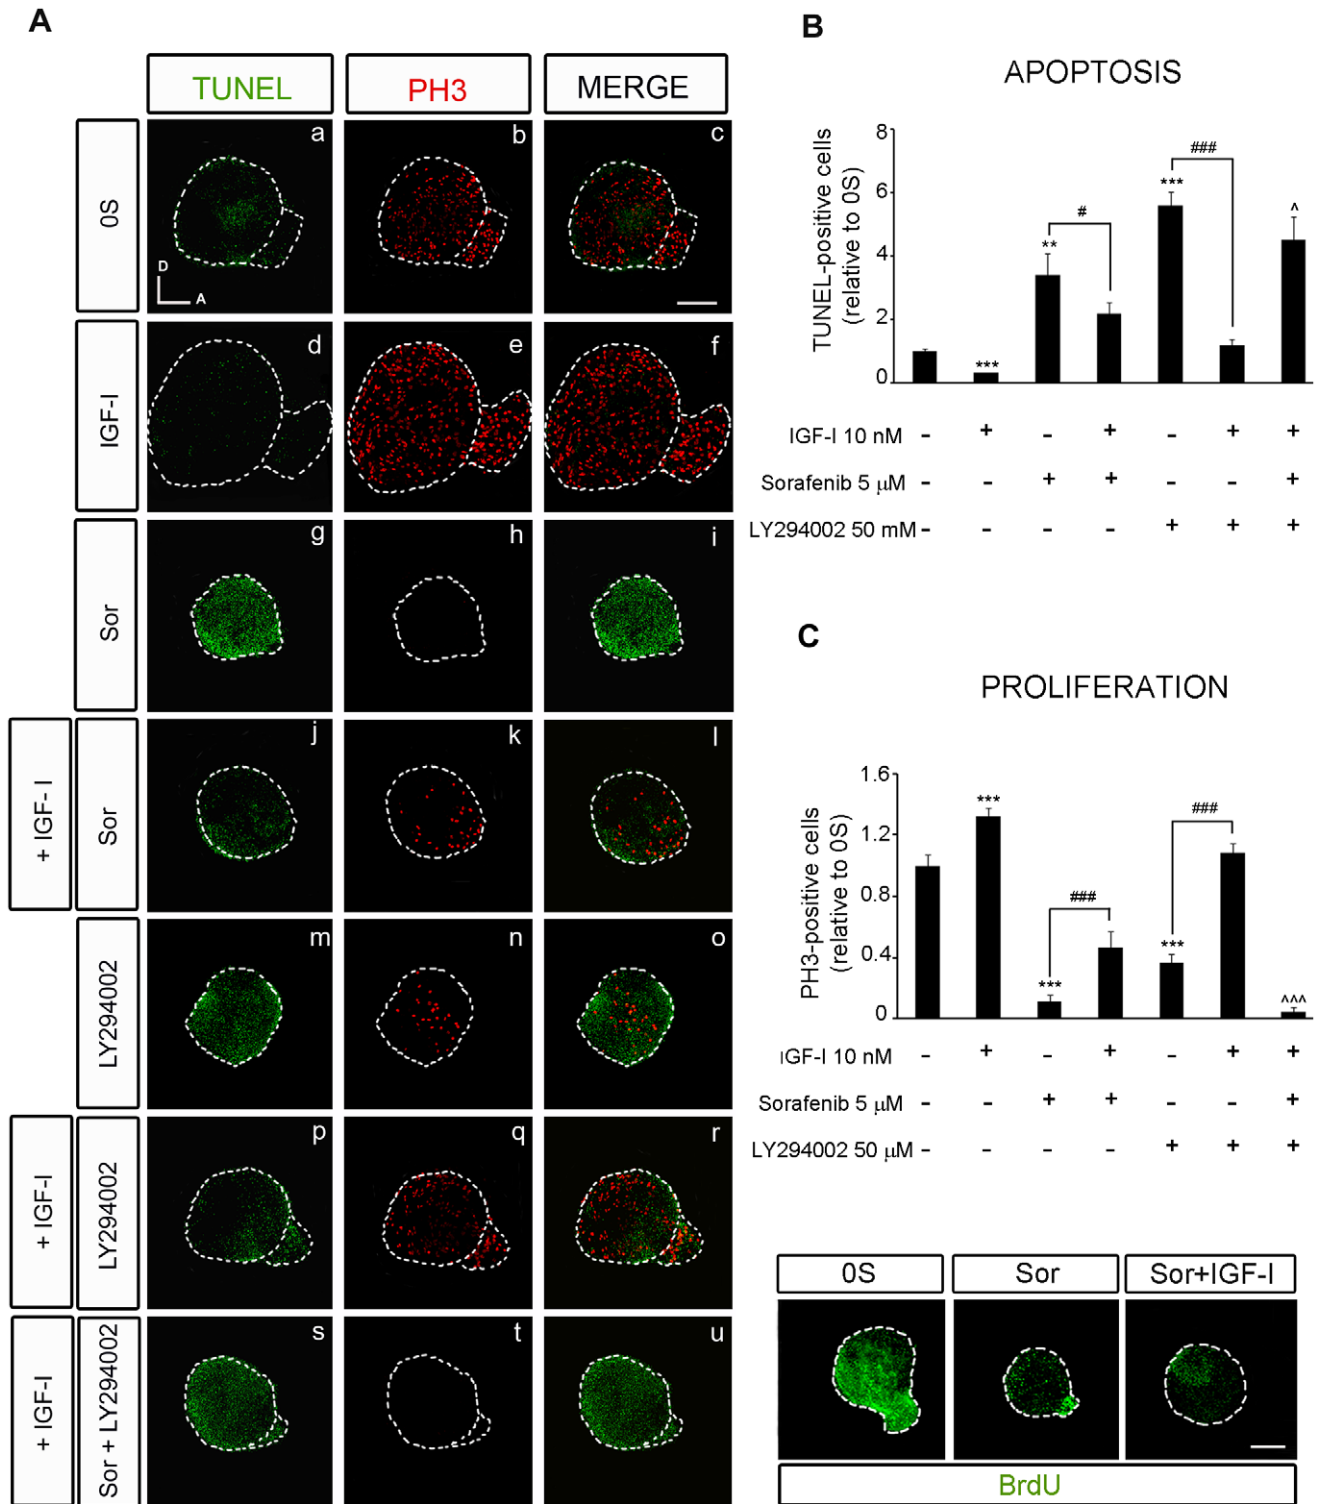 A
TUNEL
PH3
MERGE
0S
a
b
c
D
A
IGF-I
d
e
f
Sor
g
h
i
+ IGF- I
Sor
j
k
l
LY294002
m
n
o
+ IGF-I
LY294002
p
q
r
+ IGF-I
Sor + LY294002
s
t
u
B
APOPTOSIS
TUNEL-positive cells
(relative to 0S)
8
6
4
2
0
***
**
#
***
###
^
IGF-I 10 nM - + - + - + +
Sorafenib 5 μM - - + + - - +
LY294002 50 mM - - - - + + +
C
PROLIFERATION
PH3-positive cells
(relative to 0S)
1.6
1.2
0.8
0.4
0
***
***
###
***
###
^^^
IGF-I 10 nM - + - + - + +
Sorafenib 5 μM - - + + - - +
LY294002 50 μM - - - - + + +
0S
Sor
Sor+IGF-I
BrdU